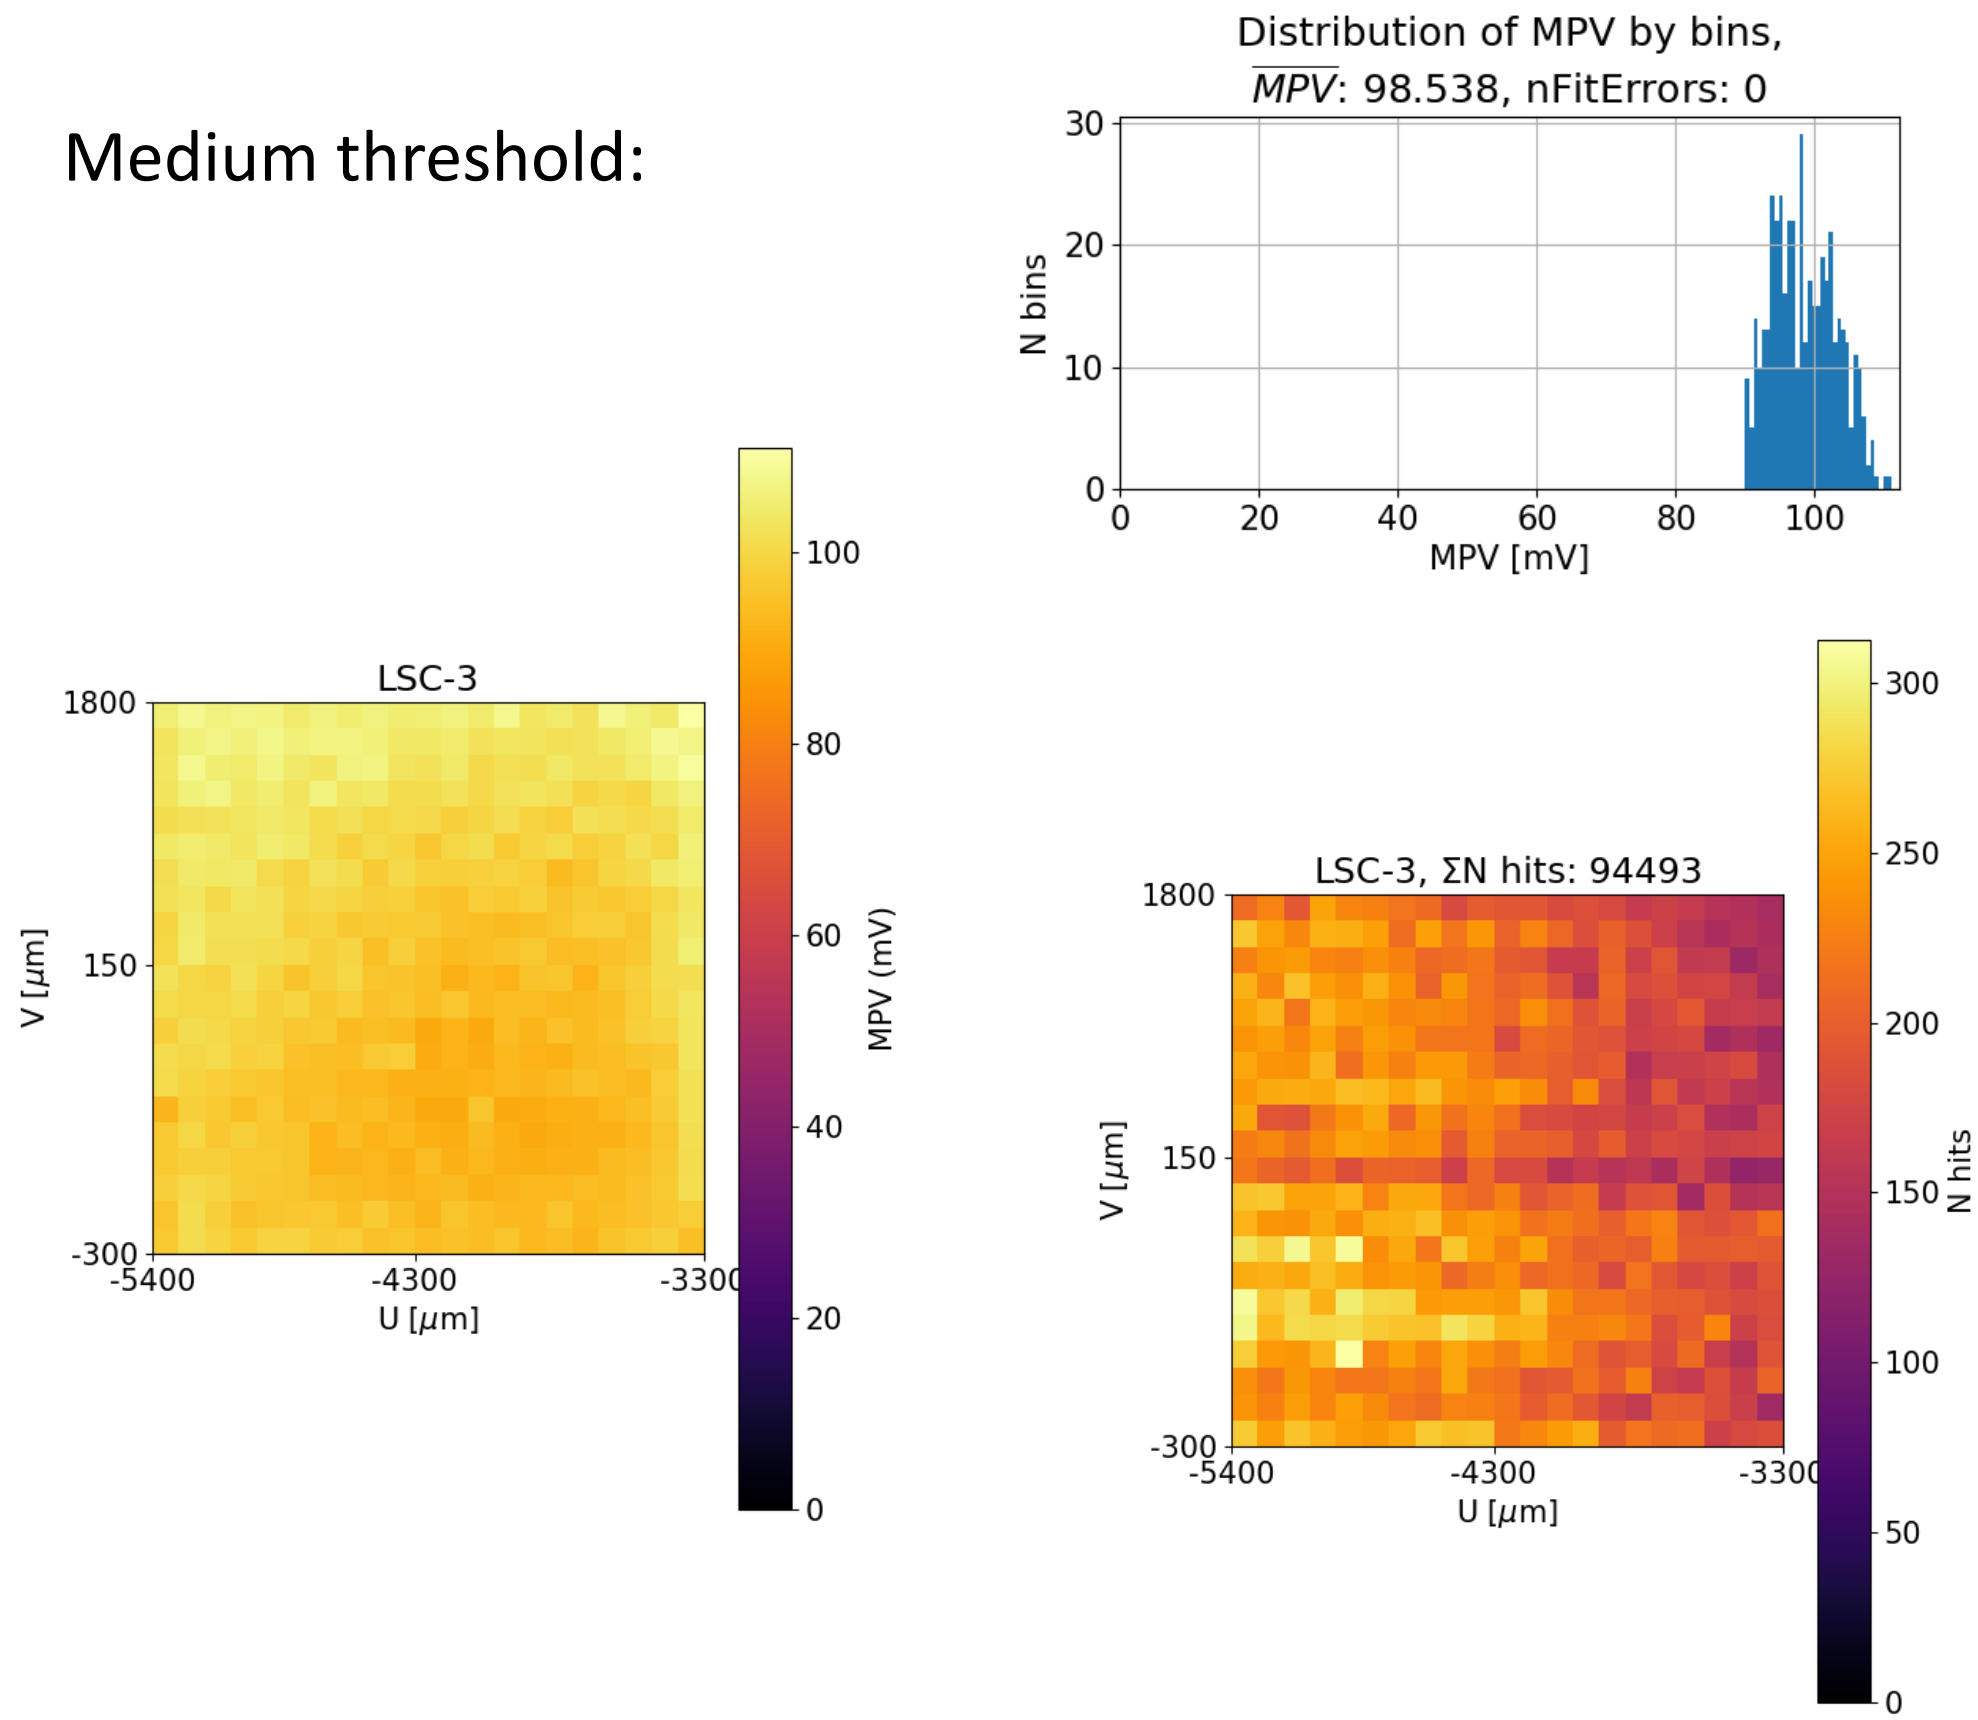 Medium threshold:
Distribution of MPV by bins,
MPV: 98.538, nFitErrors: 0
30
20
10
0
N bins
0 20 40 60 80 100
MPV [mV]
LSC-3
1800
150
-300
V [μm]
-5400 -4300 -3300
U [μm]
100
80
60
40
20
0
MPV (mV)
LSC-3, ΣN hits: 94493
1800
150
-300
V [μm]
-5400 -4300 -3300
U [μm]
300
250
200
150
100
50
0
N hits